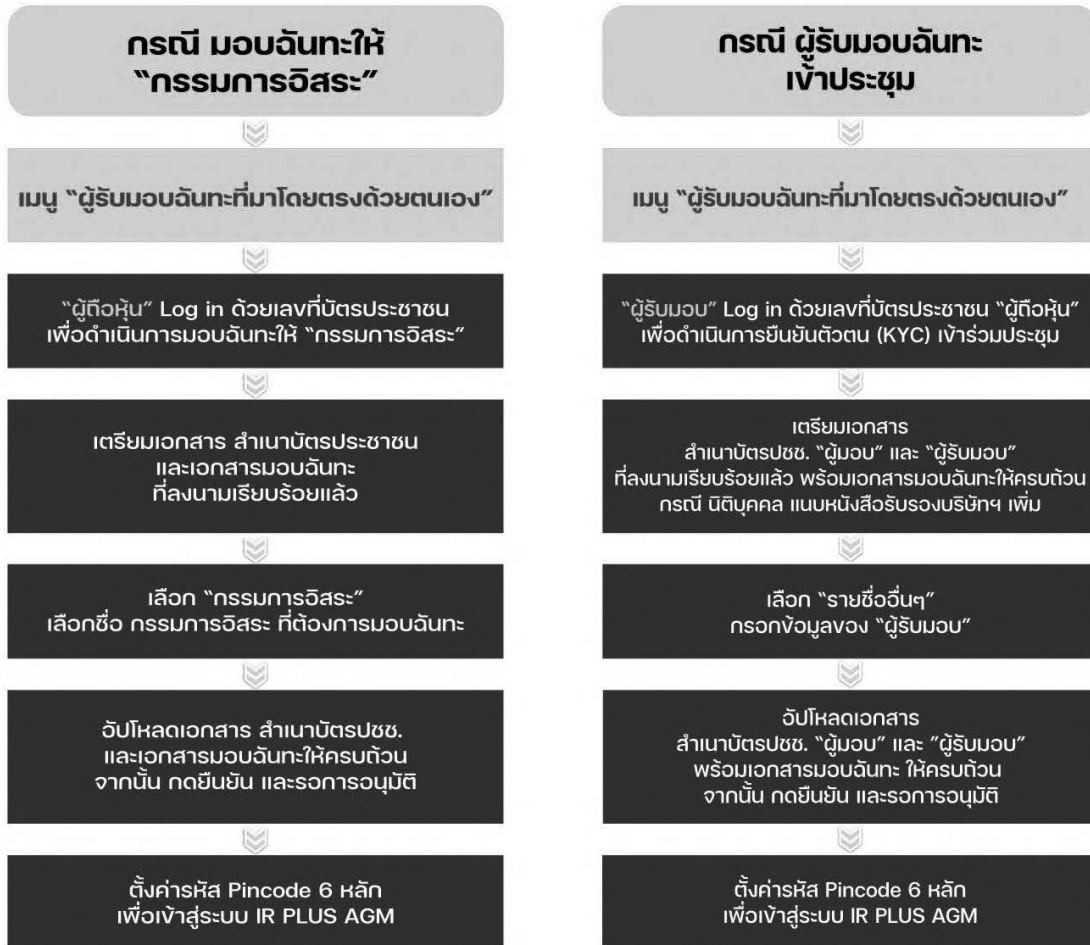 กรณี มอบฉันทะให้
“กรรมการอิสระ”
เมนู “ผู้รับมอบฉันทะที่มาโดยตรงด้วยตนเอง”
“ผู้ถือหุ้น” Log in ด้วยเลขที่บัตรประชาชน
เพื่อดำเนินการมอบฉันทะให้ “กรรมการอิสระ”
เตรียมเอกสาร สำเนาบัตรประชาชน
และเอกสารมอบฉันทะ
ที่ลงนามเรียบร้อยแล้ว
เลือก “กรรมการอิสระ”
เลือกชื่อ กรรมการอิสระ ที่ต้องการมอบฉันทะ
อัปโหลดเอกสาร สำเนาบัตรปชช.
และเอกสารมอบฉันทะให้ครบถ้วน
จากนั้น กดยืนยัน และรอการอนุมัติ
ตั้งค่ารหัส Pincode 6 หลัก
เพื่อเข้าสู่ระบบ IR PLUS AGM
กรณี ผู้รับมอบฉันทะ
เข้าประชุม
เมนู “ผู้รับมอบฉันทะที่มาโดยตรงด้วยตนเอง”
“ผู้รับมอบ” Log in ด้วยเลขที่บัตรประชาชน “ผู้ถือหุ้น”
เพื่อดำเนินการยืนยันตัวตน (KYC) เข้าร่วมประชุม
เตรียมเอกสาร
สำเนาบัตรปชช. “ผู้มอบ” และ “ผู้รับมอบ”
ที่ลงนามเรียบร้อยแล้ว พร้อมเอกสารมอบฉันทะให้ครบถ้วน
กรณี นิติบุคคล แนบหนังสือรับรองบริษัทฯ เพิ่ม
เลือก “รายชื่ออื่นๆ”
กรอกข้อมูลของ “ผู้รับมอบ”
อัปโหลดเอกสาร
สำเนาบัตรปชช. “ผู้มอบ” และ ”ผู้รับมอบ”
พร้อมเอกสารมอบฉันทะ ให้ครบถ้วน
จากนั้น กดยืนยัน และรอการอนุมัติ
ตั้งค่ารหัส Pincode 6 หลัก
เพื่อเข้าสู่ระบบ IR PLUS AGM